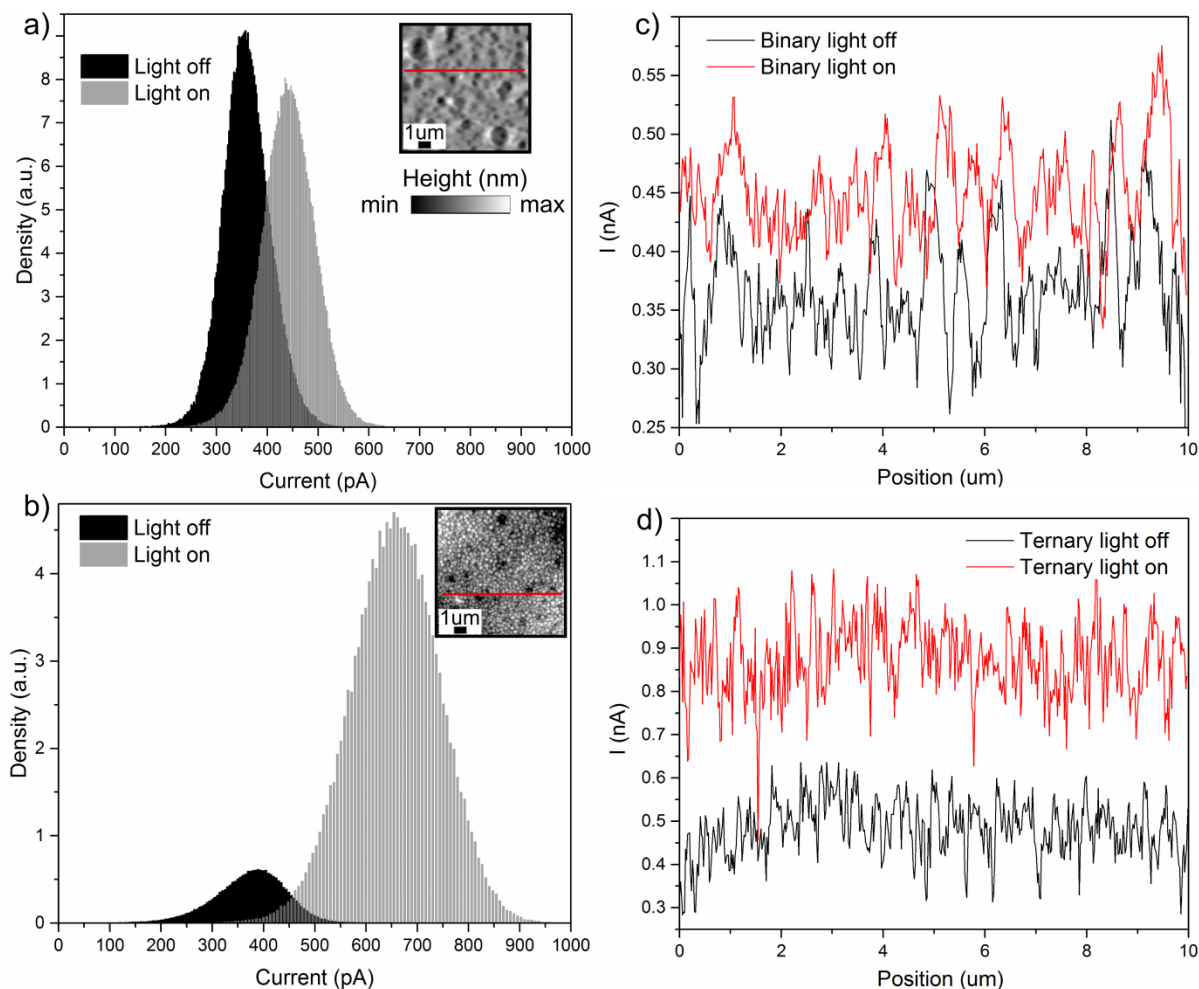 a)
Light off
Light on
1um
Height (nm)
min max
Density (a.u.)
9
8
7
6
5
4
3
2
1
0
0 100 200 300 400 500 600 700 800 900 1000
Current (pA)
c)
Binary light off
Binary light on
I (nA)
0.55
0.50
0.45
0.40
0.35
0.30
0.25
0 2 4 6 8 10
Position (um)
b)
Light off
Light on
1um
Density (a.u.)
4
3
2
1
0
0 100 200 300 400 500 600 700 800 900 1000
Current (pA)
d)
Ternary light off
Ternary light on
I (nA)
1.1
1.0
0.9
0.8
0.7
0.6
0.5
0.4
0.3
0 2 4 6 8 10
Position (um)